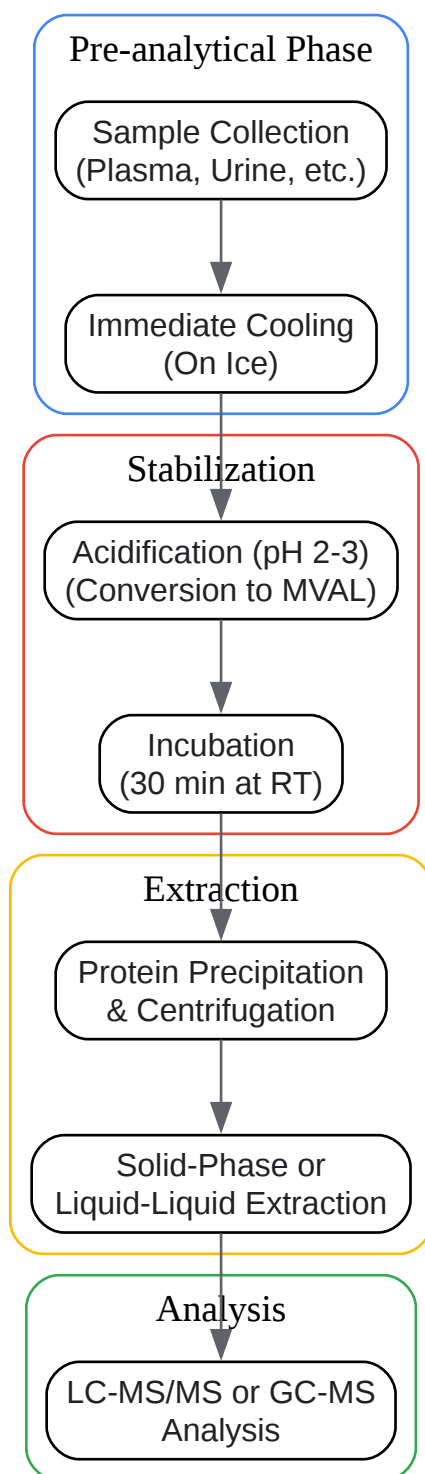 Pre-analytical Phase
Sample Collection
(Plasma, Urine, etc.)
Immediate Cooling
(On Ice)
Stabilization
Acidification (pH 2-3)
(Conversion to MVAL)
Incubation
(30 min at RT)
Extraction
Protein Precipitation
& Centrifugation
Solid-Phase or
Liquid-Liquid Extraction
Analysis
LC-MS/MS or GC-MS
Analysis